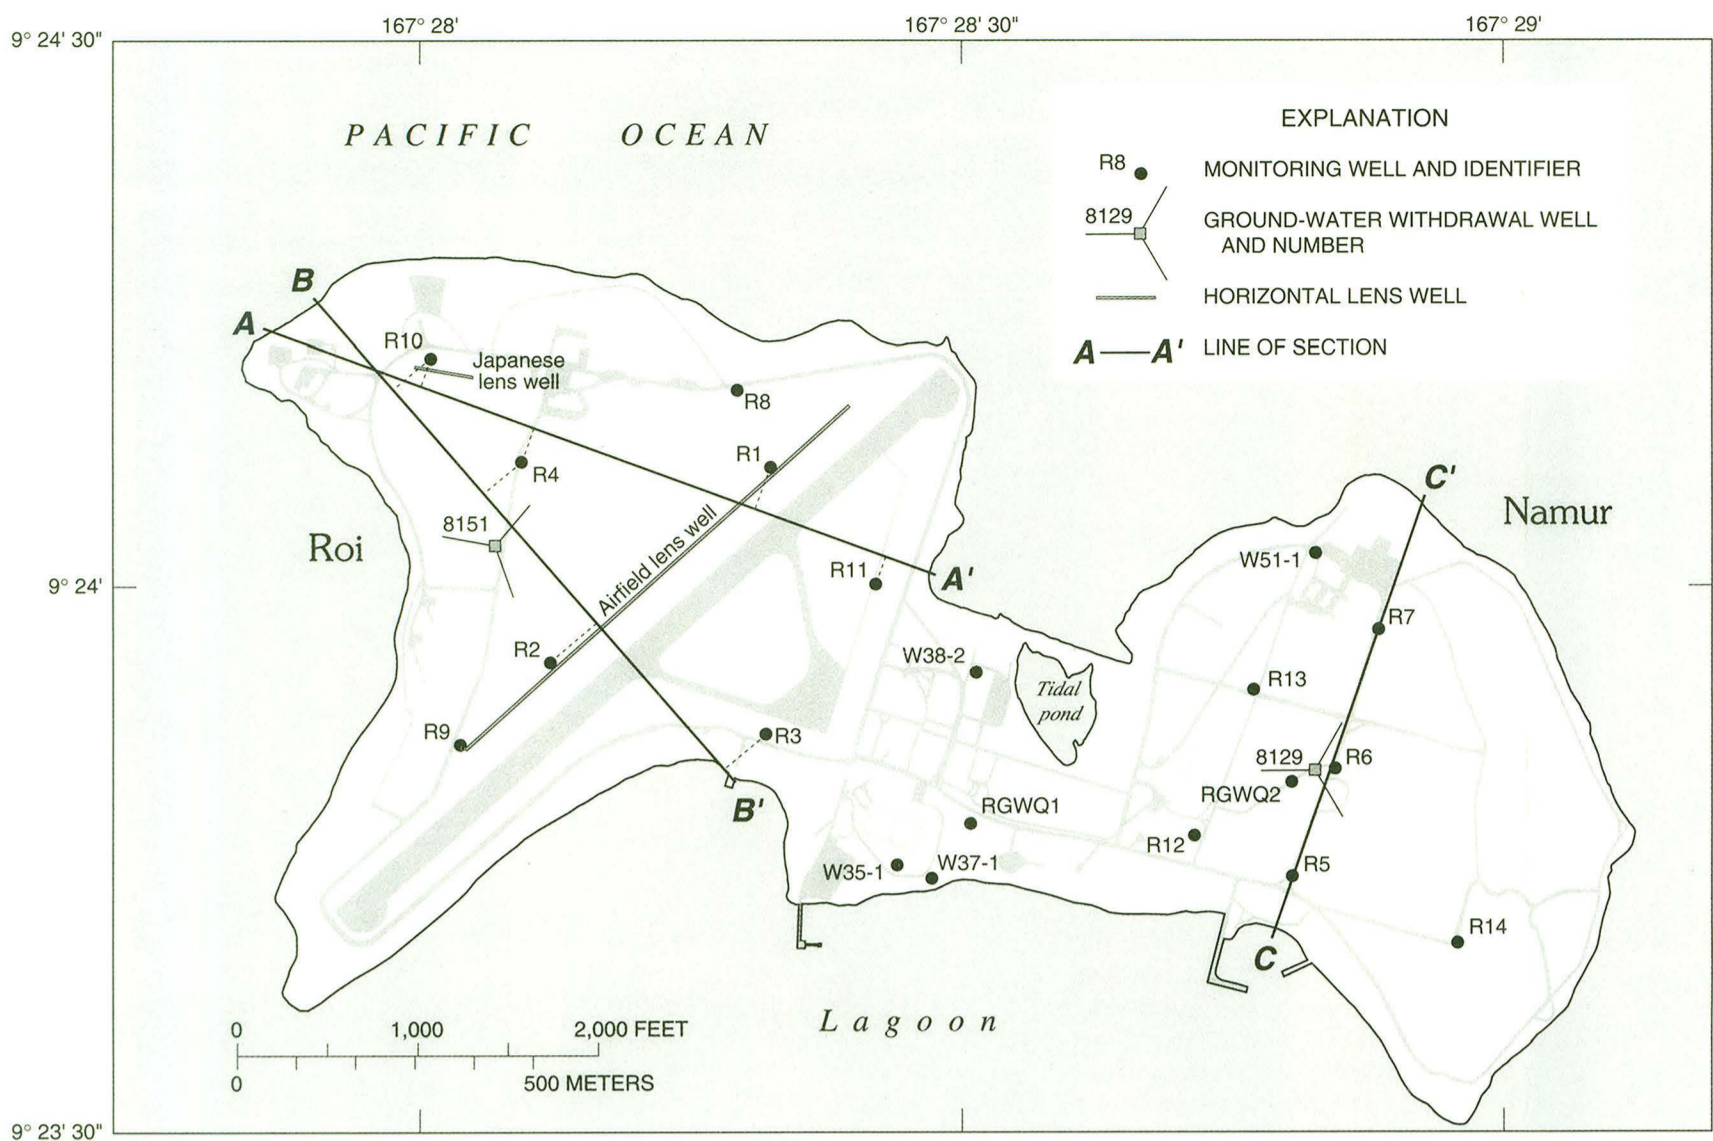 167° 28'
167° 28' 30"
167° 29'
9° 24' 30"
PACIFIC OCEAN
EXPLANATION
R8
MONITORING WELL AND IDENTIFIER
8129
GROUND-WATER WITHDRAWAL WELL
AND NUMBER
HORIZONTAL LENS WELL
A
A'
LINE OF SECTION
B
A
R10
Japanese
lens well
R8
R1
R4
8151
Roi
Airfield lens well
R11
A'
9° 24'
R2
R9
R3
B'
W38-2
Tidal
pond
RGWQ1
W35-1
W37-1
C'
Namur
W51-1
R7
R13
8129
R6
RGWQ2
R12
R5
R14
C
Lagoon
0
1,000
2,000 FEET
0
500 METERS
9° 23' 30"